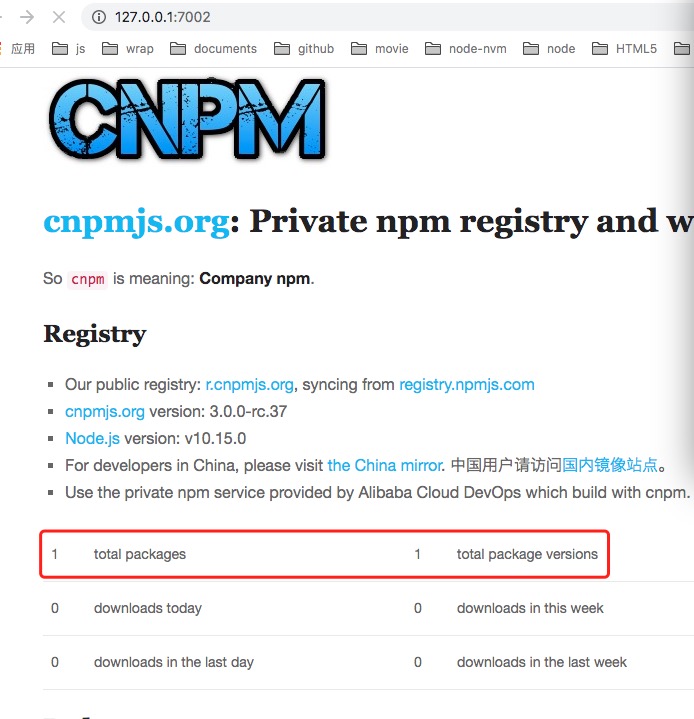 127.0.0.1:7002
应用 js wrap documents github movie node-nvm node HTML5
CNPM
cnpmjs.org: Private npm registry and w
So cnpm is meaning: Company npm.
Registry
Our public registry: r.cnpmjs.org, syncing from registry.npmjs.com
cnpmjs.org version: 3.0.0-rc.37
Node.js version: v10.15.0
For developers in China, please visit the China mirror. 中国用户请访问国内镜像站点。
Use the private npm service provided by Alibaba Cloud DevOps which build with cnpm.
1 total packages 1 total package versions
0 downloads today 0 downloads in this week
0 downloads in the last day 0 downloads in the last week